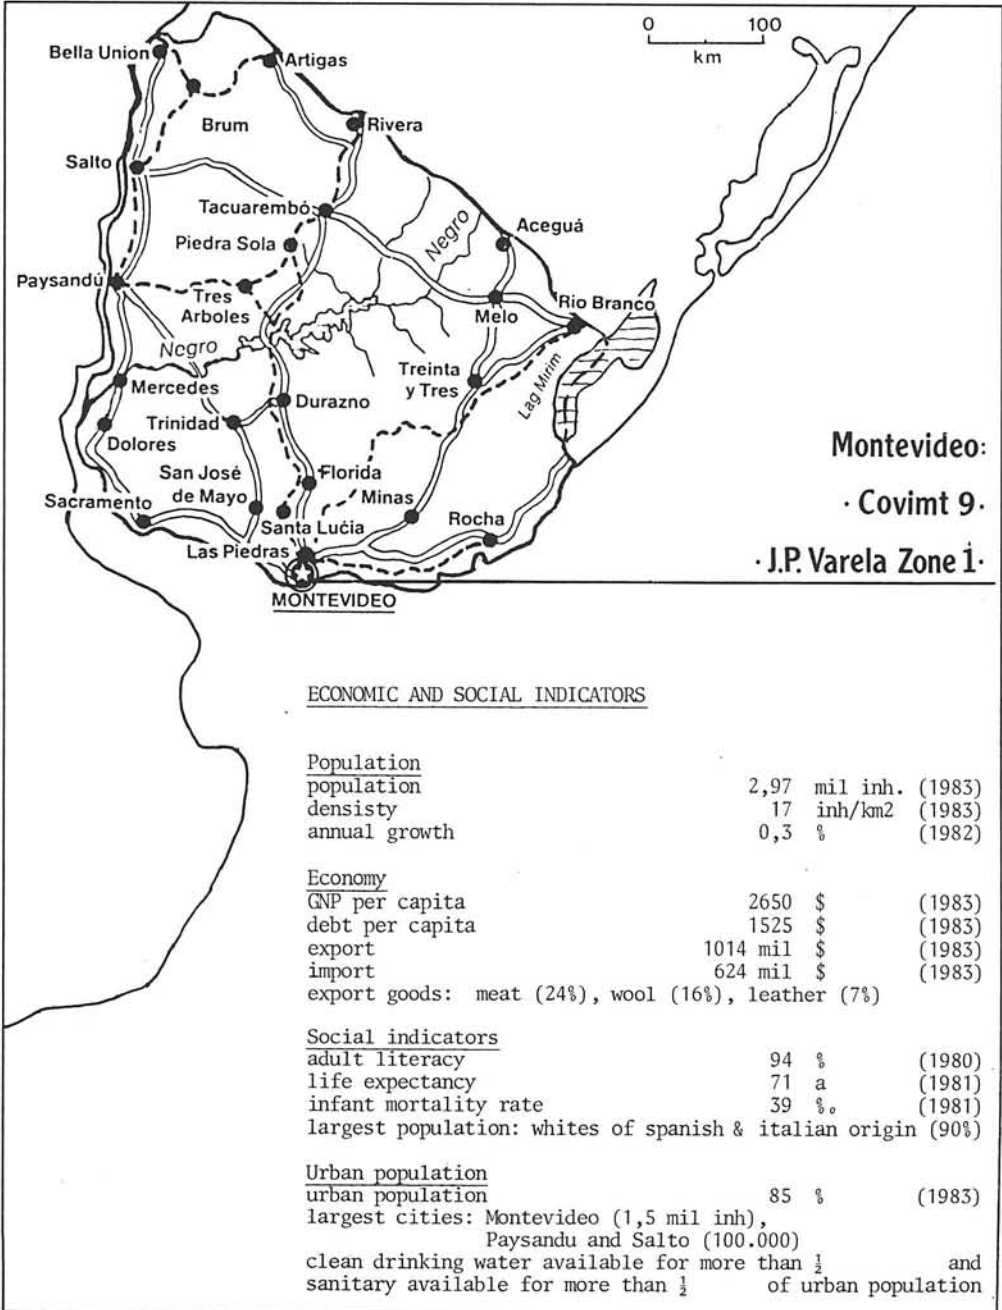 0 100
km
Bella Union
Artigas
Brum
Rivera
Salto
Tacuarembó
Negro
Aceguá
Piedra Sola
Paysandú
Tres
Arboles
Melo
Rio Branco
Negro
Treinta
y Tres
Lag Mirim
Mercedes
Durazno
Trinidad
Dolores
San José
de Mayo
Florida
Minas
Sacramento
Santa Lućia
Rocha
Las Piedras
MONTEVIDEO
Montevideo:
· Covimt 9·
· J.P. Varela Zone 1·
ECONOMIC AND SOCIAL INDICATORS
Population
population 2,97 mil inh. (1983)
densisty 17 inh/km2 (1983)
annual growth 0,3 % (1982)
Economy
GNP per capita 2650 $ (1983)
debt per capita 1525 $ (1983)
export 1014 mil $ (1983)
import 624 mil $ (1983)
export goods: meat (24%), wool (16%), leather (7%)
Social indicators
adult literacy 94 % (1980)
life expectancy 71 a (1981)
infant mortality rate 39 ‰ (1981)
largest population: whites of spanish & italian origin (90%)
Urban population
urban population 85 % (1983)
largest cities: Montevideo (1,5 mil inh),
Paysandu and Salto (100.000)
clean drinking water available for more than ½ and
sanitary available for more than ½ of urban population